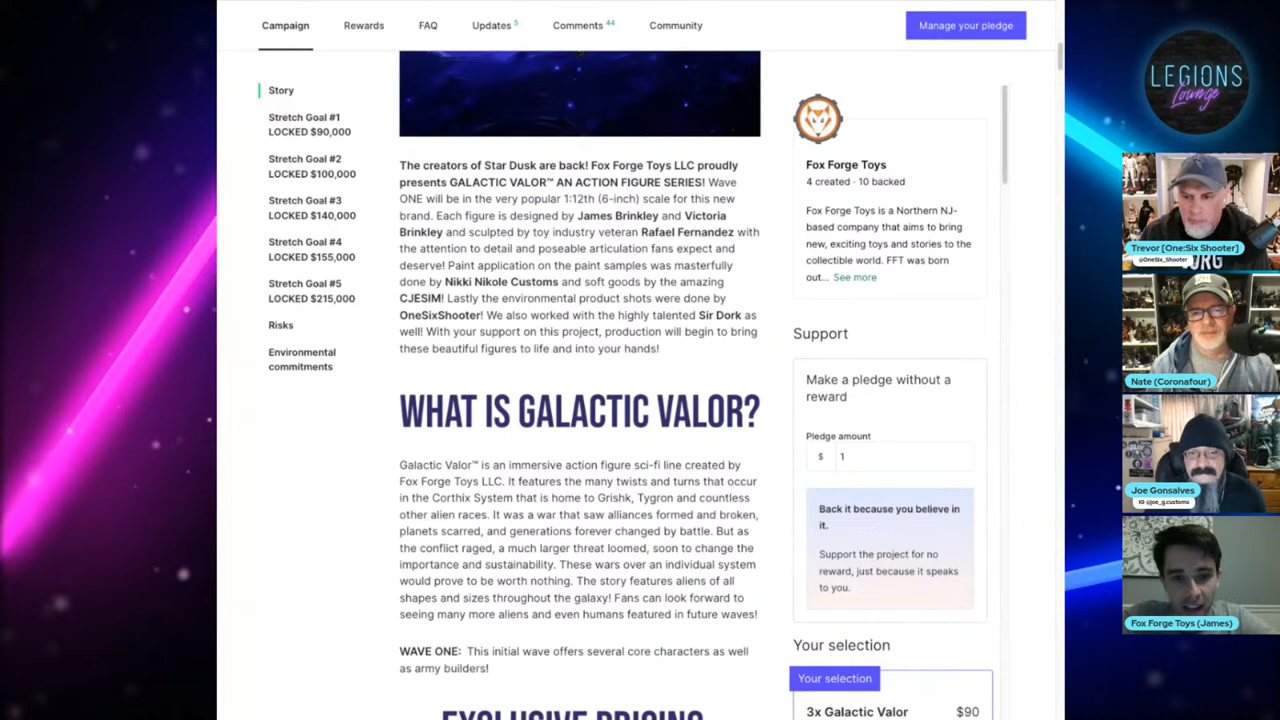 Campaign
Rewards
FAQ
Updates 5
Comments 44
Community
Manage your pledge
Story
Stretch Goal #1
LOCKED $90,000
Stretch Goal #2
LOCKED $100,000
Stretch Goal #3
LOCKED $140,000
Stretch Goal #4
LOCKED $155,000
Stretch Goal #5
LOCKED $215,000
Risks
Environmental
commitments
The creators of Star Dusk are back! Fox Forge Toys LLC proudly
presents GALACTIC VALOR™ AN ACTION FIGURE SERIES! Wave
ONE will be in the very popular 1:12th (6-inch) scale for this new
brand. Each figure is designed by James Brinkley and Victoria
Brinkley and sculpted by toy industry veteran Rafael Fernandez with
the attention to detail and poseable articulation fans expect and
deserve! Paint application on the paint samples was masterfully
done by Nikki Nikole Customs and soft goods by the amazing
CJESIM! Lastly the environmental product shots were done by
OneSixShooter! We also worked with the highly talented Sir Dork as
well! With your support on this project, production will begin to bring
these beautiful figures to life and into your hands!
WHAT IS GALACTIC VALOR?
Galactic Valor™ is an immersive action figure sci-fi line created by
Fox Forge Toys LLC. It features the many twists and turns that occur
in the Corthix System that is home to Grishk, Tygron and countless
other alien races. It was a war that saw alliances formed and broken,
planets scarred, and generations forever changed by battle. But as
the conflict raged, a much larger threat loomed, soon to change the
importance and sustainability. These wars over an individual system
would prove to be worth nothing. The story features aliens of all
shapes and sizes throughout the galaxy! Fans can look forward to
seeing many more aliens and even humans featured in future waves!
WAVE ONE: This initial wave offers several core characters as well
as army builders!
EXCLUSIVE PRICING
Fox Forge Toys
4 created · 10 backed
Fox Forge Toys is a Northern NJ-
based company that aims to bring
new, exciting toys and stories to the
collectible world. FFT was born
out... See more
Support
Make a pledge without a
reward
Pledge amount
$ 1
Back it because you believe in
it.
Support the project for no
reward, just because it speaks
to you.
Your selection
Your selection
3x Galactic Valor $90
LEGIONS
Lounge
Trevor [One:Six Shooter]
@OneSix_Shooter
Nate (Coronafour)
Joe Gonsalves
IG @joe_g.customs
Fox Forge Toys (James)